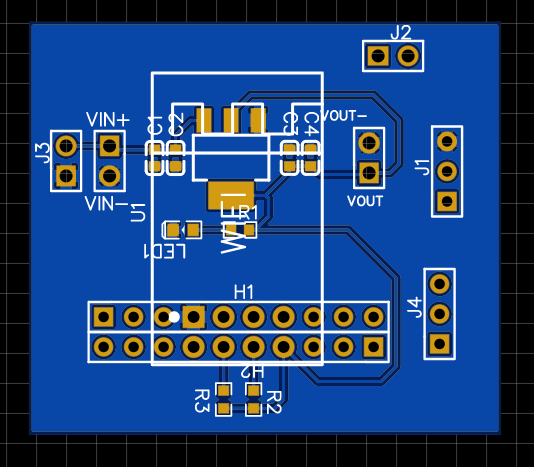 J2
VIN+
C1
C2
C3
C4
VOUT-
J3
J1
VIN-
VOUT
U1
R1
WIFI
LED1
H1
J4
H2
R3
R2